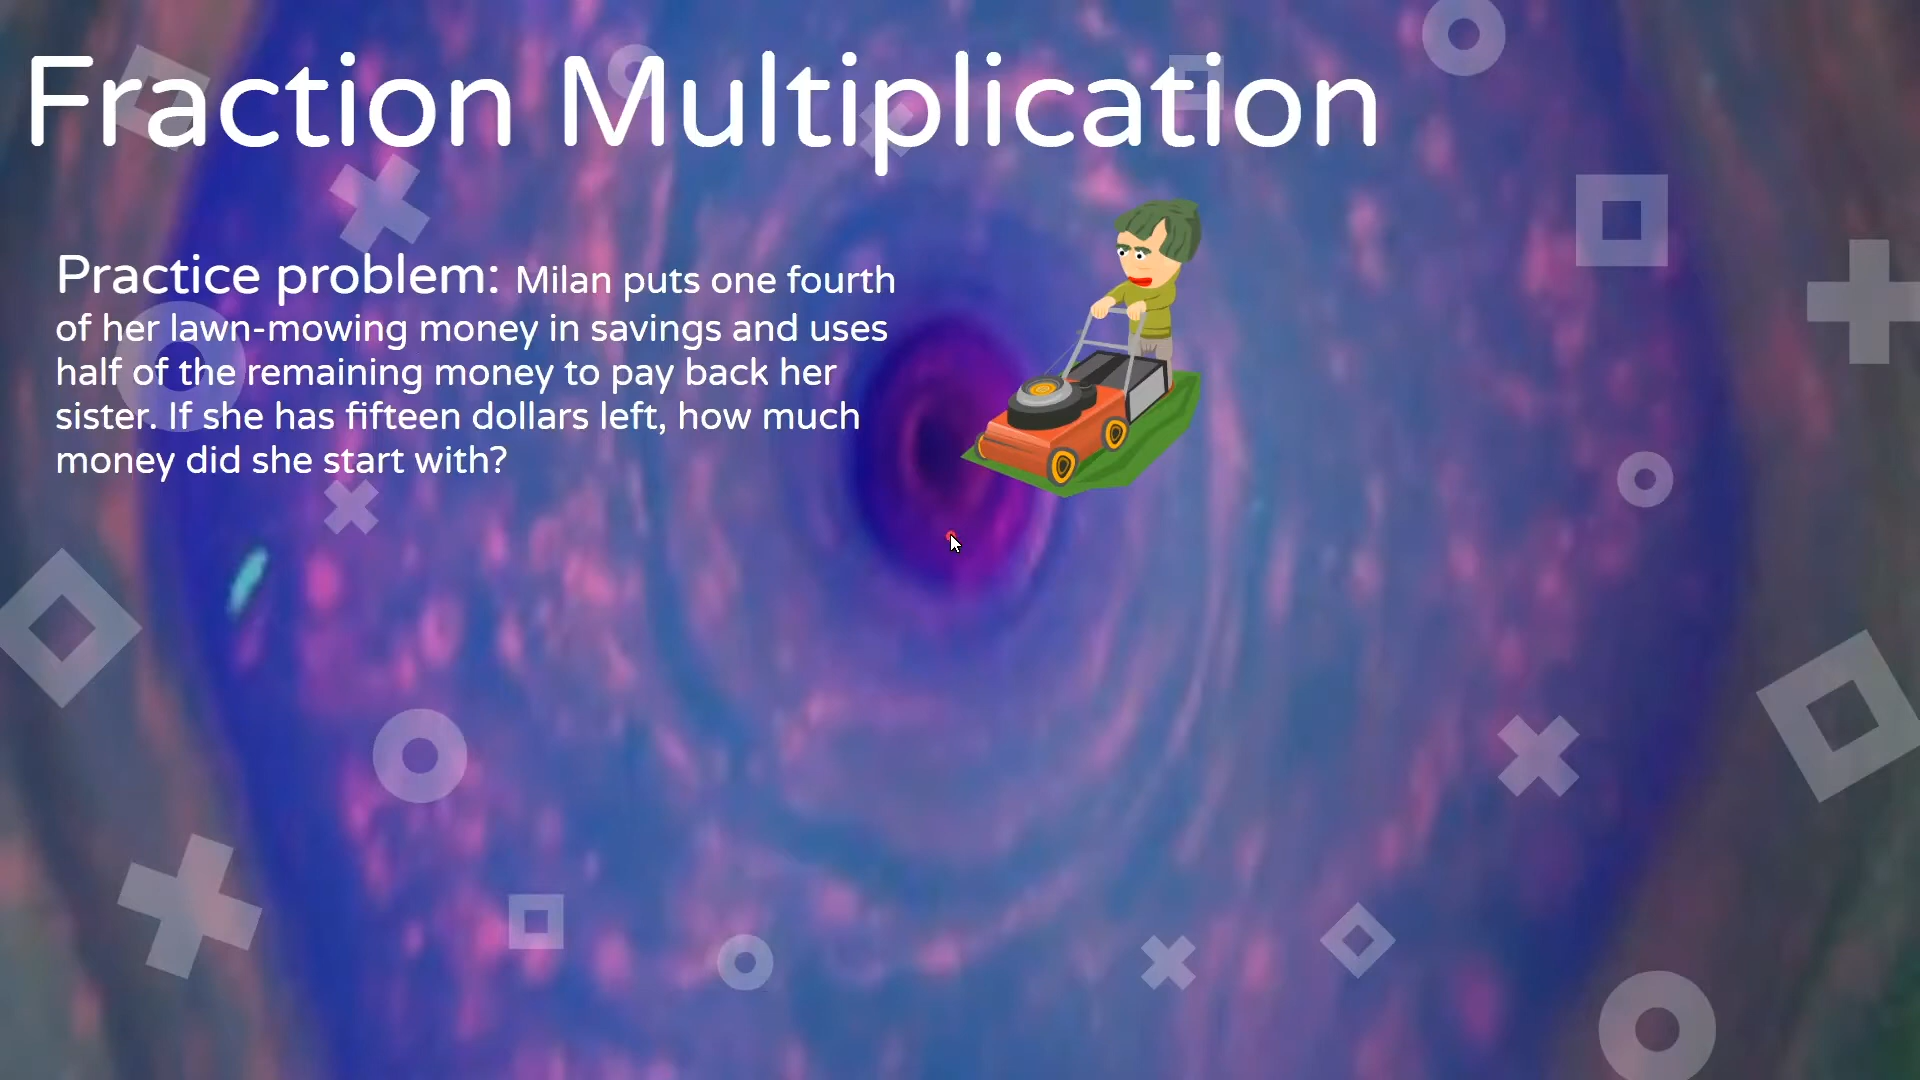 Fraction Multiplication
Practice problem: Milan puts one fourth
of her lawn-mowing money in savings and uses
half of the remaining money to pay back her
sister. If she has fifteen dollars left, how much
money did she start with?